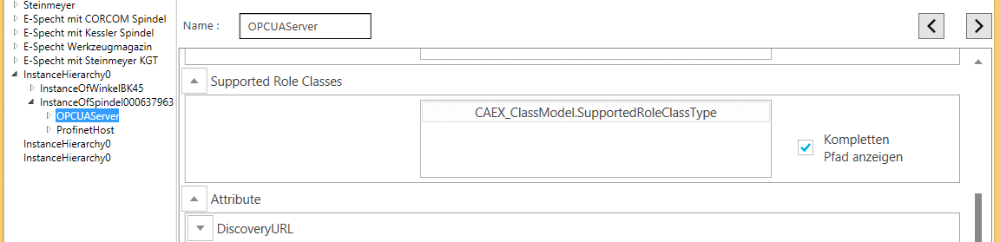 Steinmeyer
E-Specht mit CORCOM Spindel
E-Specht mit Kessler Spindel
E-Specht Werkzeugmagazin
E-Specht mit Steinmeyer KGT
InstanceHierarchy0
InstanceOfWinkelBK45
InstanceOfSpindel000637963
OPCUAServer
ProfinetHost
InstanceHierarchy0
InstanceHierarchy0
Name : OPCUAServer
Supported Role Classes
CAEX_ClassModel.SupportedRoleClassType
Kompletten
Pfad anzeigen
Attribute
DiscoveryURL